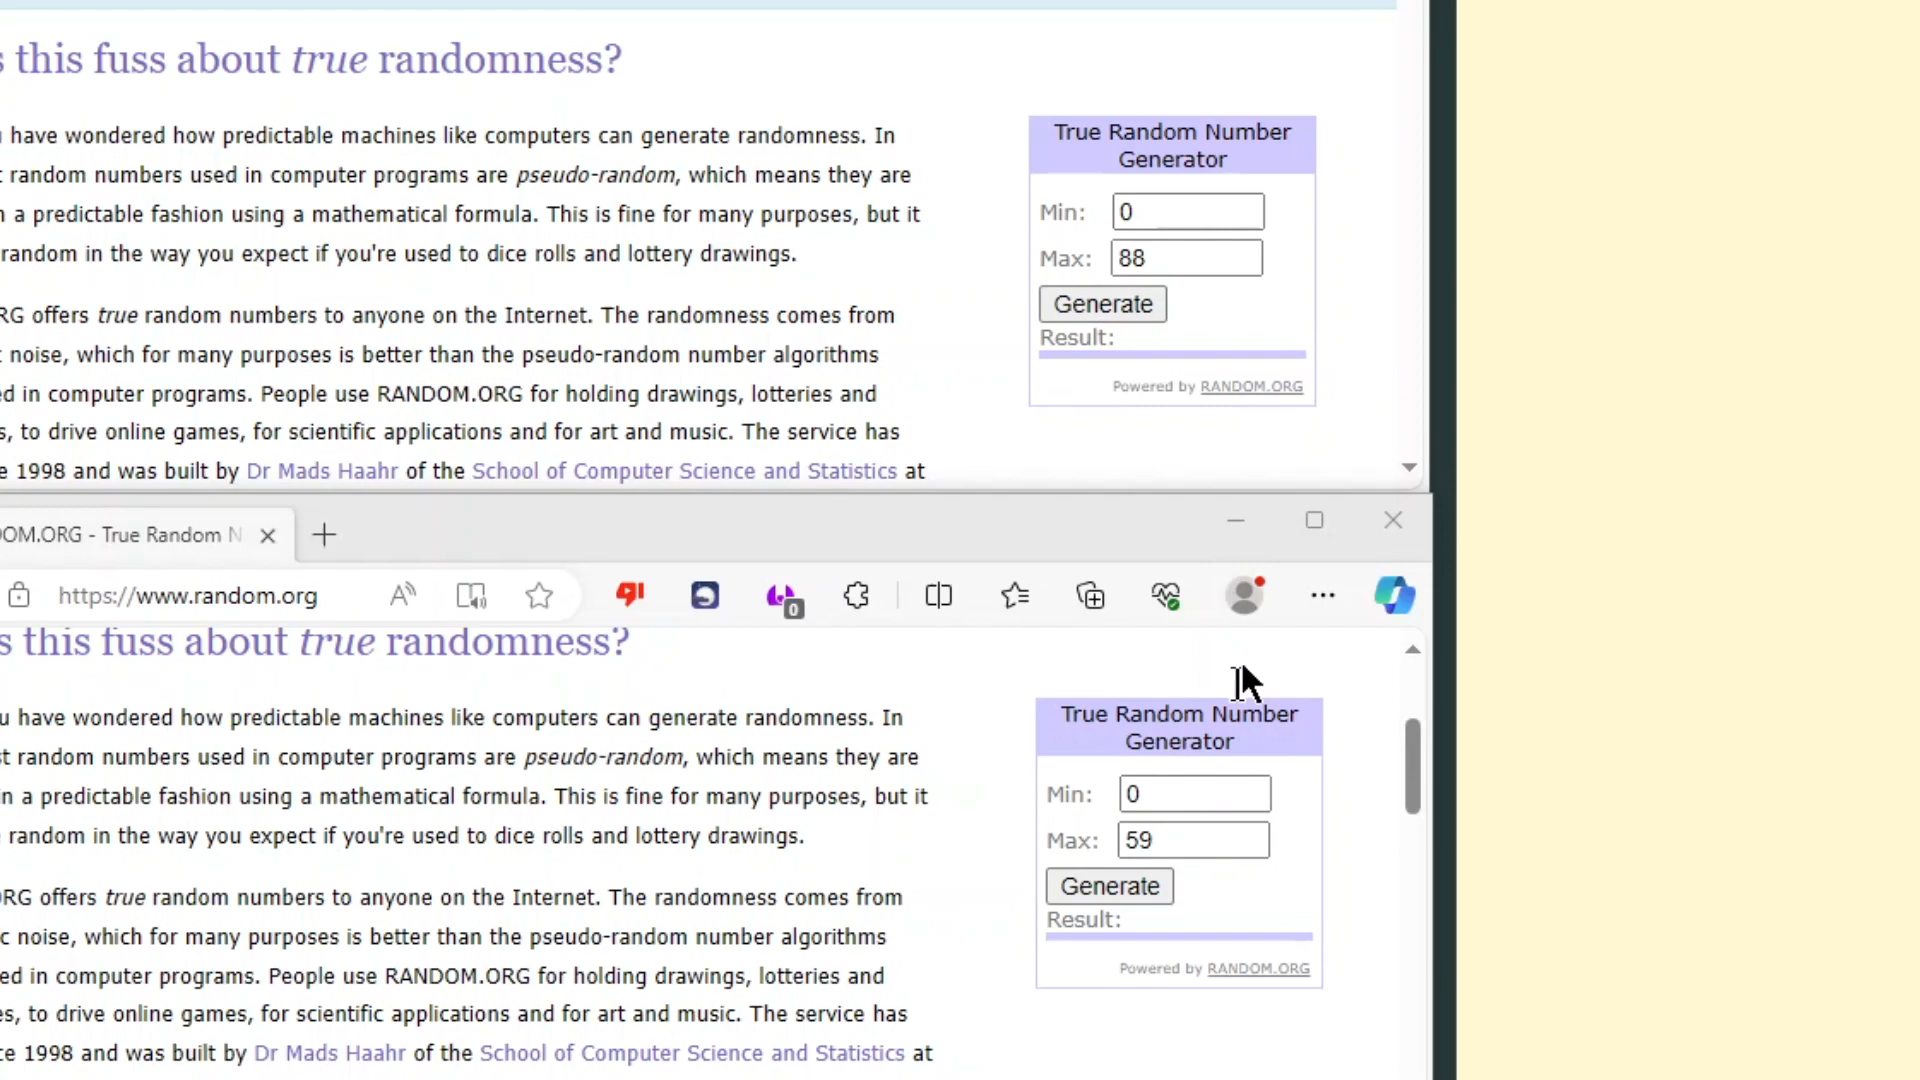 s this fuss about true randomness?
have wondered how predictable machines like computers can generate randomness. In
random numbers used in computer programs are pseudo-random, which means they are
a predictable fashion using a mathematical formula. This is fine for many purposes, but it
random in the way you expect if you're used to dice rolls and lottery drawings.
RG offers true random numbers to anyone on the Internet. The randomness comes from
noise, which for many purposes is better than the pseudo-random number algorithms
ed in computer programs. People use RANDOM.ORG for holding drawings, lotteries and
s, to drive online games, for scientific applications and for art and music. The service has
e 1998 and was built by Dr Mads Haahr of the School of Computer Science and Statistics at
True Random Number
Generator
Min: 0
Max: 88
Generate
Result:
Powered by RANDOM.ORG
OM.ORG - True Random N
https://www.random.org
0
s this fuss about true randomness?
u have wondered how predictable machines like computers can generate randomness. In
st random numbers used in computer programs are pseudo-random, which means they are
in a predictable fashion using a mathematical formula. This is fine for many purposes, but it
random in the way you expect if you're used to dice rolls and lottery drawings.
RG offers true random numbers to anyone on the Internet. The randomness comes from
c noise, which for many purposes is better than the pseudo-random number algorithms
ed in computer programs. People use RANDOM.ORG for holding drawings, lotteries and
es, to drive online games, for scientific applications and for art and music. The service has
ce 1998 and was built by Dr Mads Haahr of the School of Computer Science and Statistics at
True Random Number
Generator
Min: 0
Max: 59
Generate
Result:
Powered by RANDOM.ORG